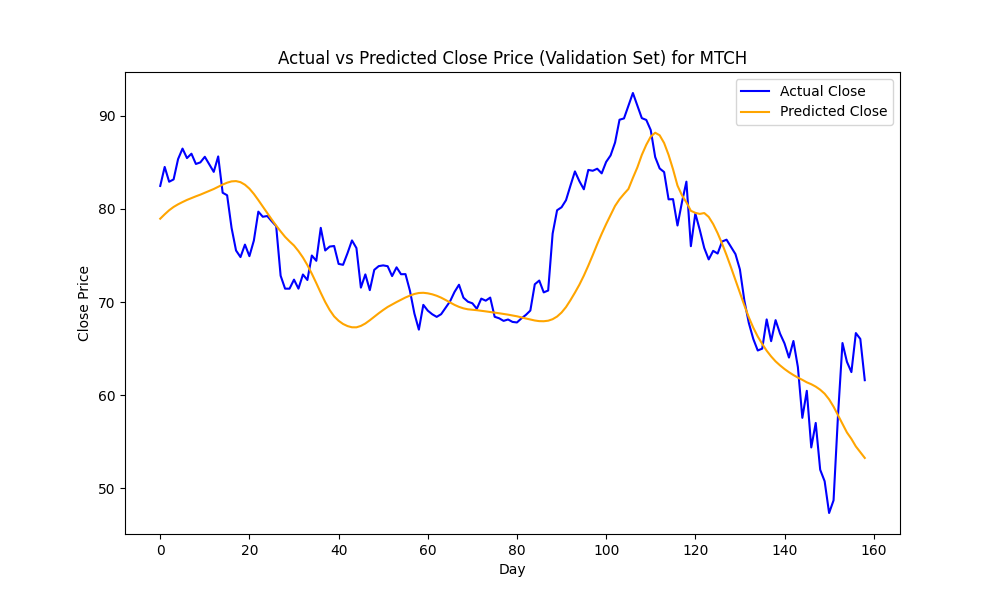 Actual vs Predicted Close Price (Validation Set) for MTCH
Actual Close
Predicted Close
Close Price
90
80
70
60
50
0 20 40 60 80 100 120 140 160
Day